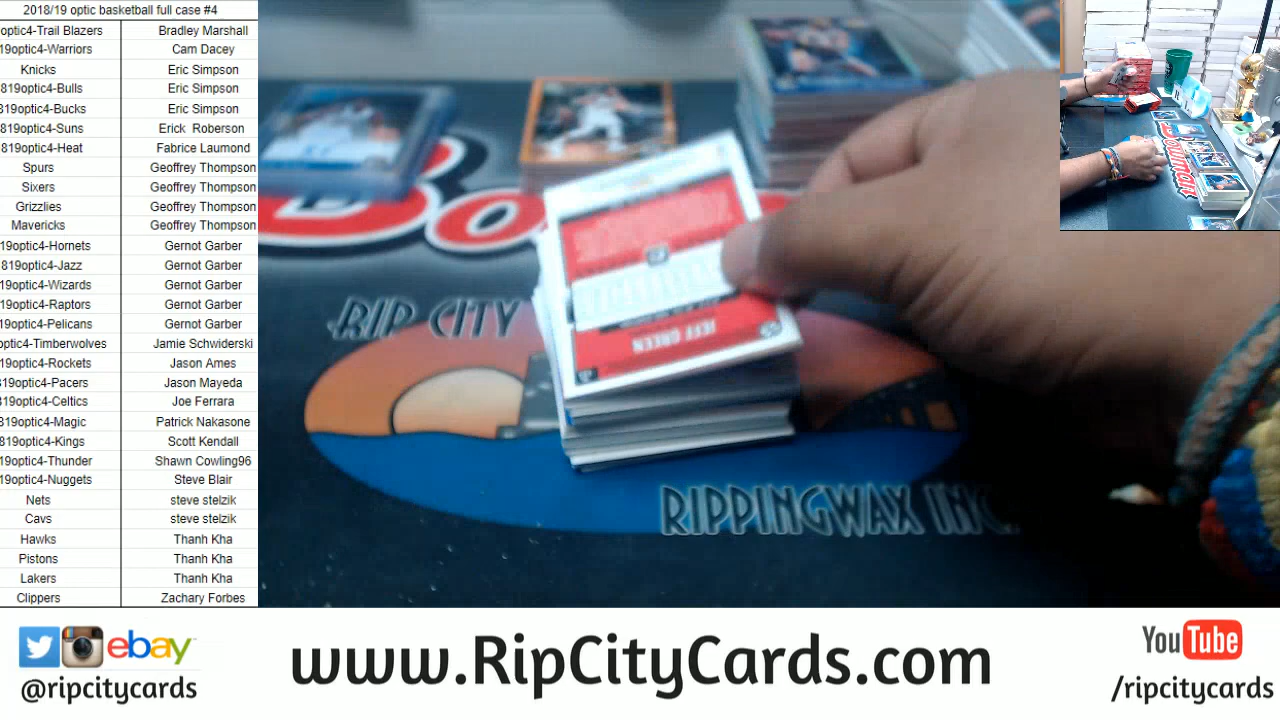 2018/19 optic basketball full case #4
optic4-Trail Blazers Bradley Marshall
19optic4-Warriors Cam Dacey
Knicks Eric Simpson
819optic4-Bulls Eric Simpson
819optic4-Bucks Eric Simpson
819optic4-Suns Erick Roberson
819optic4-Heat Fabrice Laumond
Spurs Geoffrey Thompson
Sixers Geoffrey Thompson
Grizzlies Geoffrey Thompson
Mavericks Geoffrey Thompson
19optic4-Hornets Gernot Garber
819optic4-Jazz Gernot Garber
19optic4-Wizards Gernot Garber
19optic4-Raptors Gernot Garber
19optic4-Pelicans Gernot Garber
optic4-Timberwolves Jamie Schwiderski
19optic4-Rockets Jason Ames
819optic4-Pacers Jason Mayeda
819optic4-Celtics Joe Ferrara
819optic4-Magic Patrick Nakasone
819optic4-Kings Scott Kendall
19optic4-Thunder Shawn Cowling96
19optic4-Nuggets Steve Blair
Nets steve stelzik
Cavs steve stelzik
Hawks Thanh Kha
Pistons Thanh Kha
Lakers Thanh Kha
Clippers Zachary Forbes
RIP CITY
JEFF GREEN
RIPPINGWAX INC.
Bowman
ebay
@ripcitycards
www.RipCityCards.com
YouTube
/ripcitycards